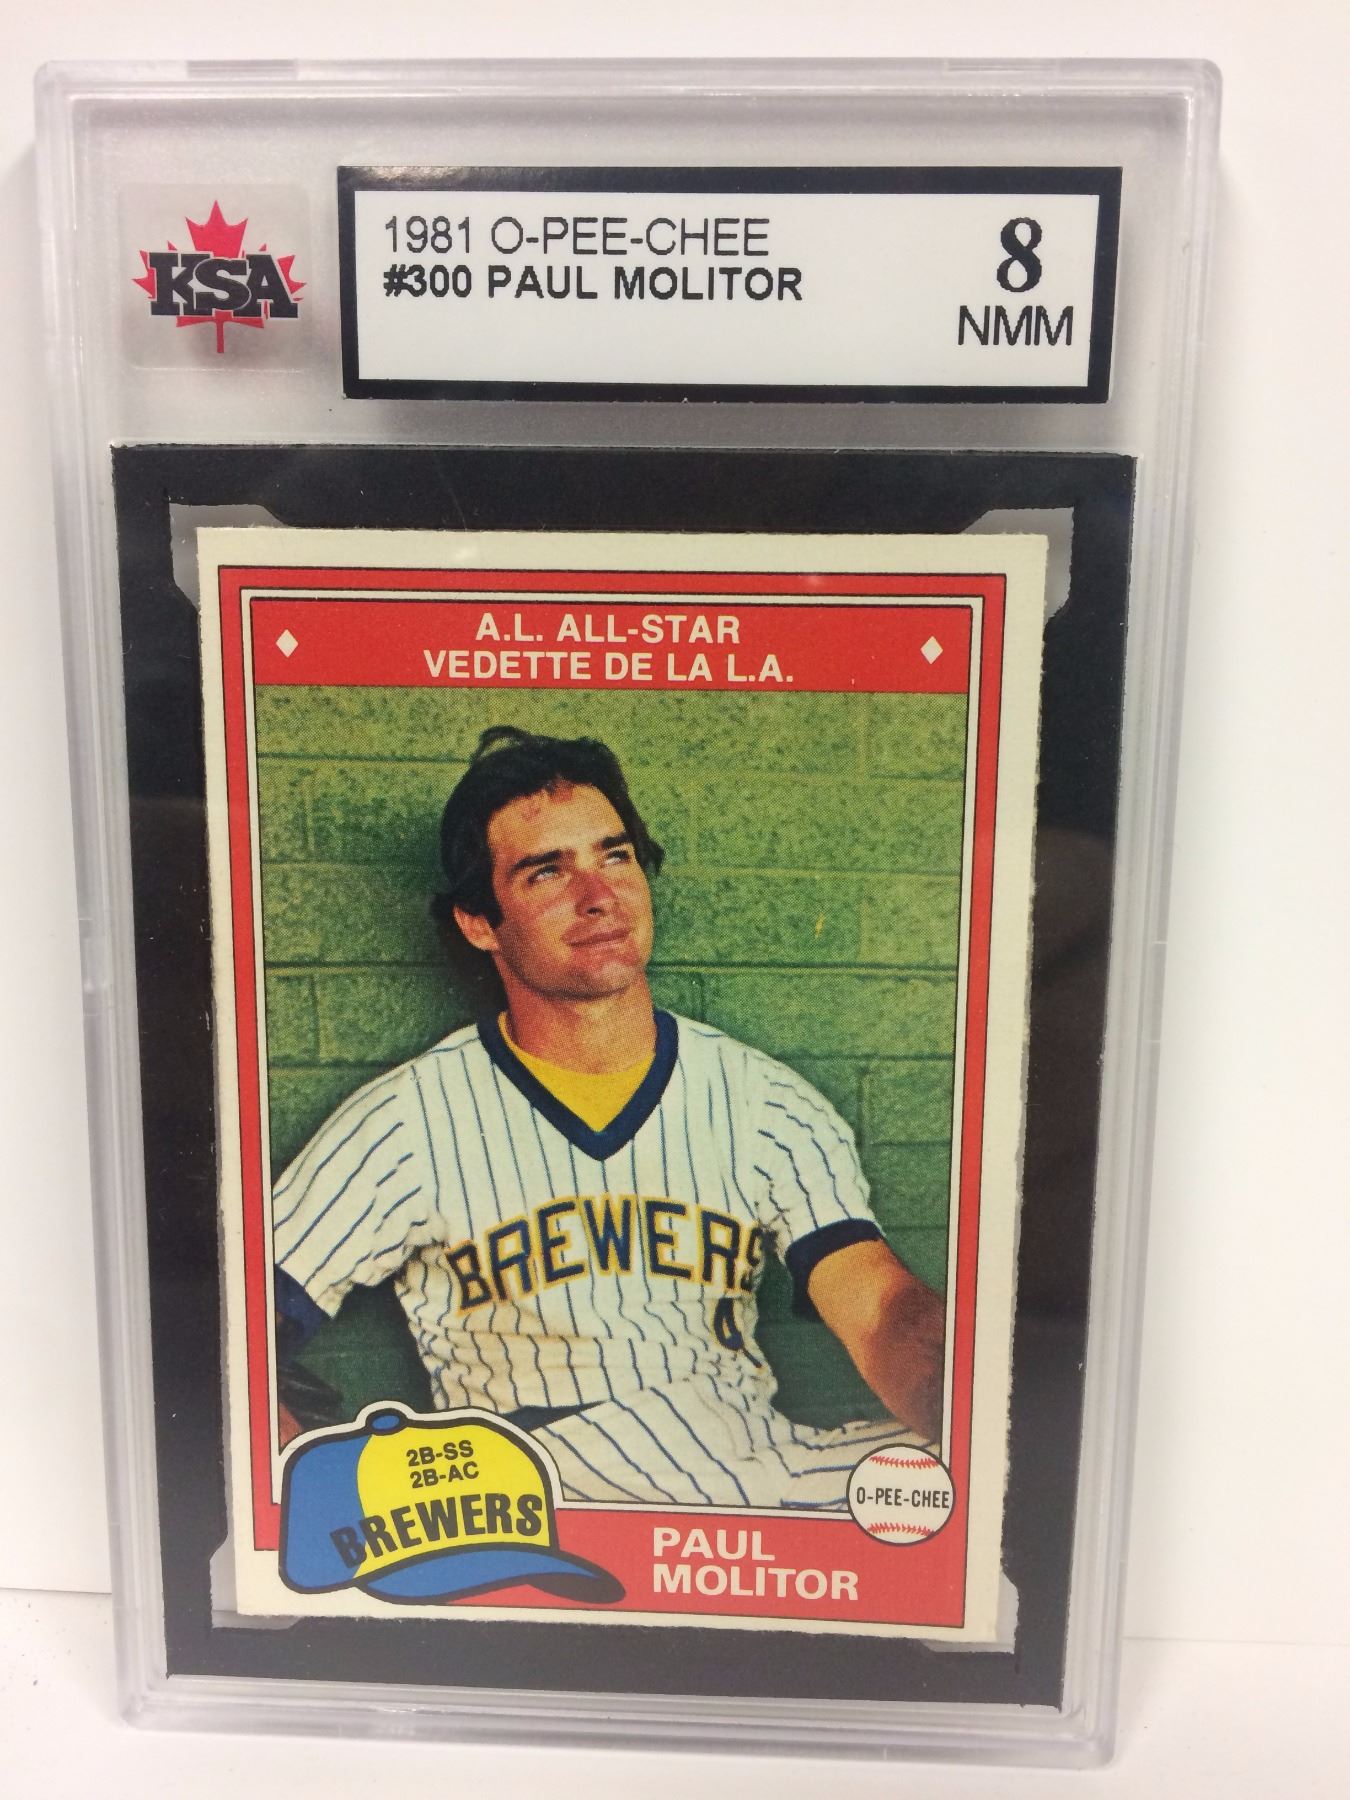 KSA
1981 O-PEE-CHEE
#300 PAUL MOLITOR
8
NMM
A.L. ALL-STAR
VEDETTE DE LA L.A.
BREWERS
4
2B-SS
2B-AC
BREWERS
O-PEE-CHEE
PAUL
MOLITOR